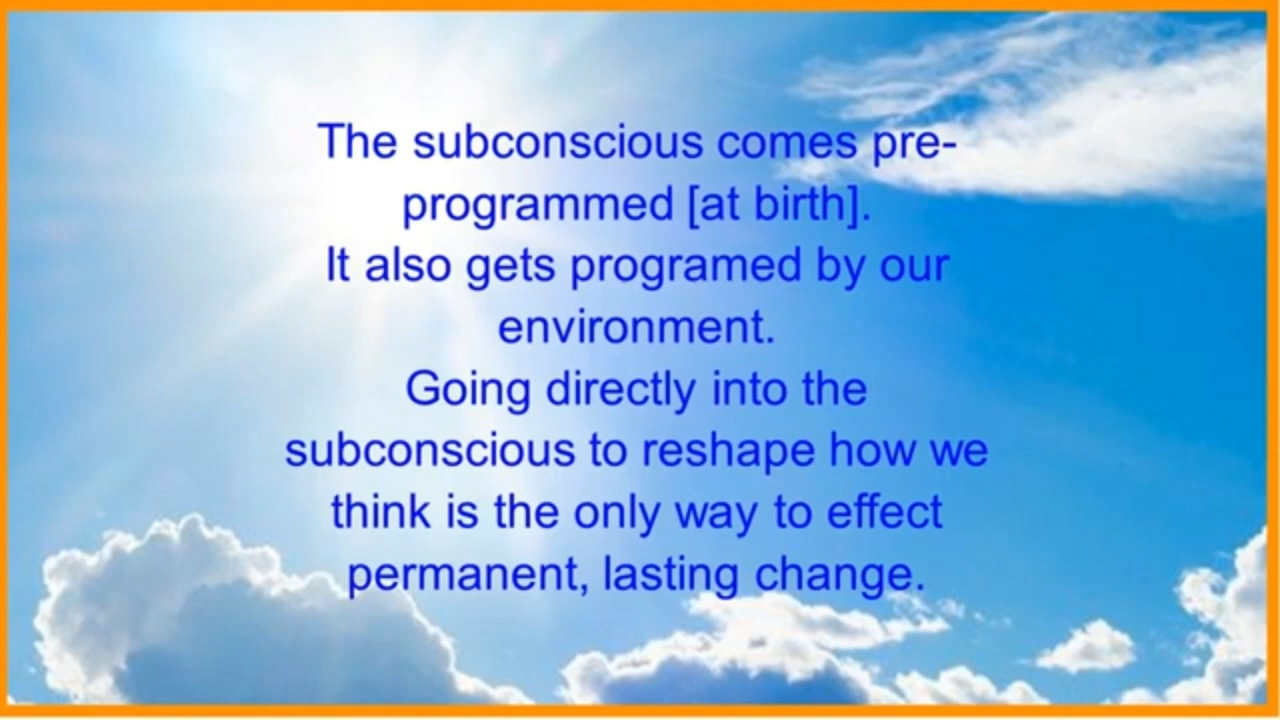 The subconscious comes pre-
programmed [at birth].
It also gets programed by our
environment.
Going directly into the
subconscious to reshape how we
think is the only way to effect
permanent, lasting change.